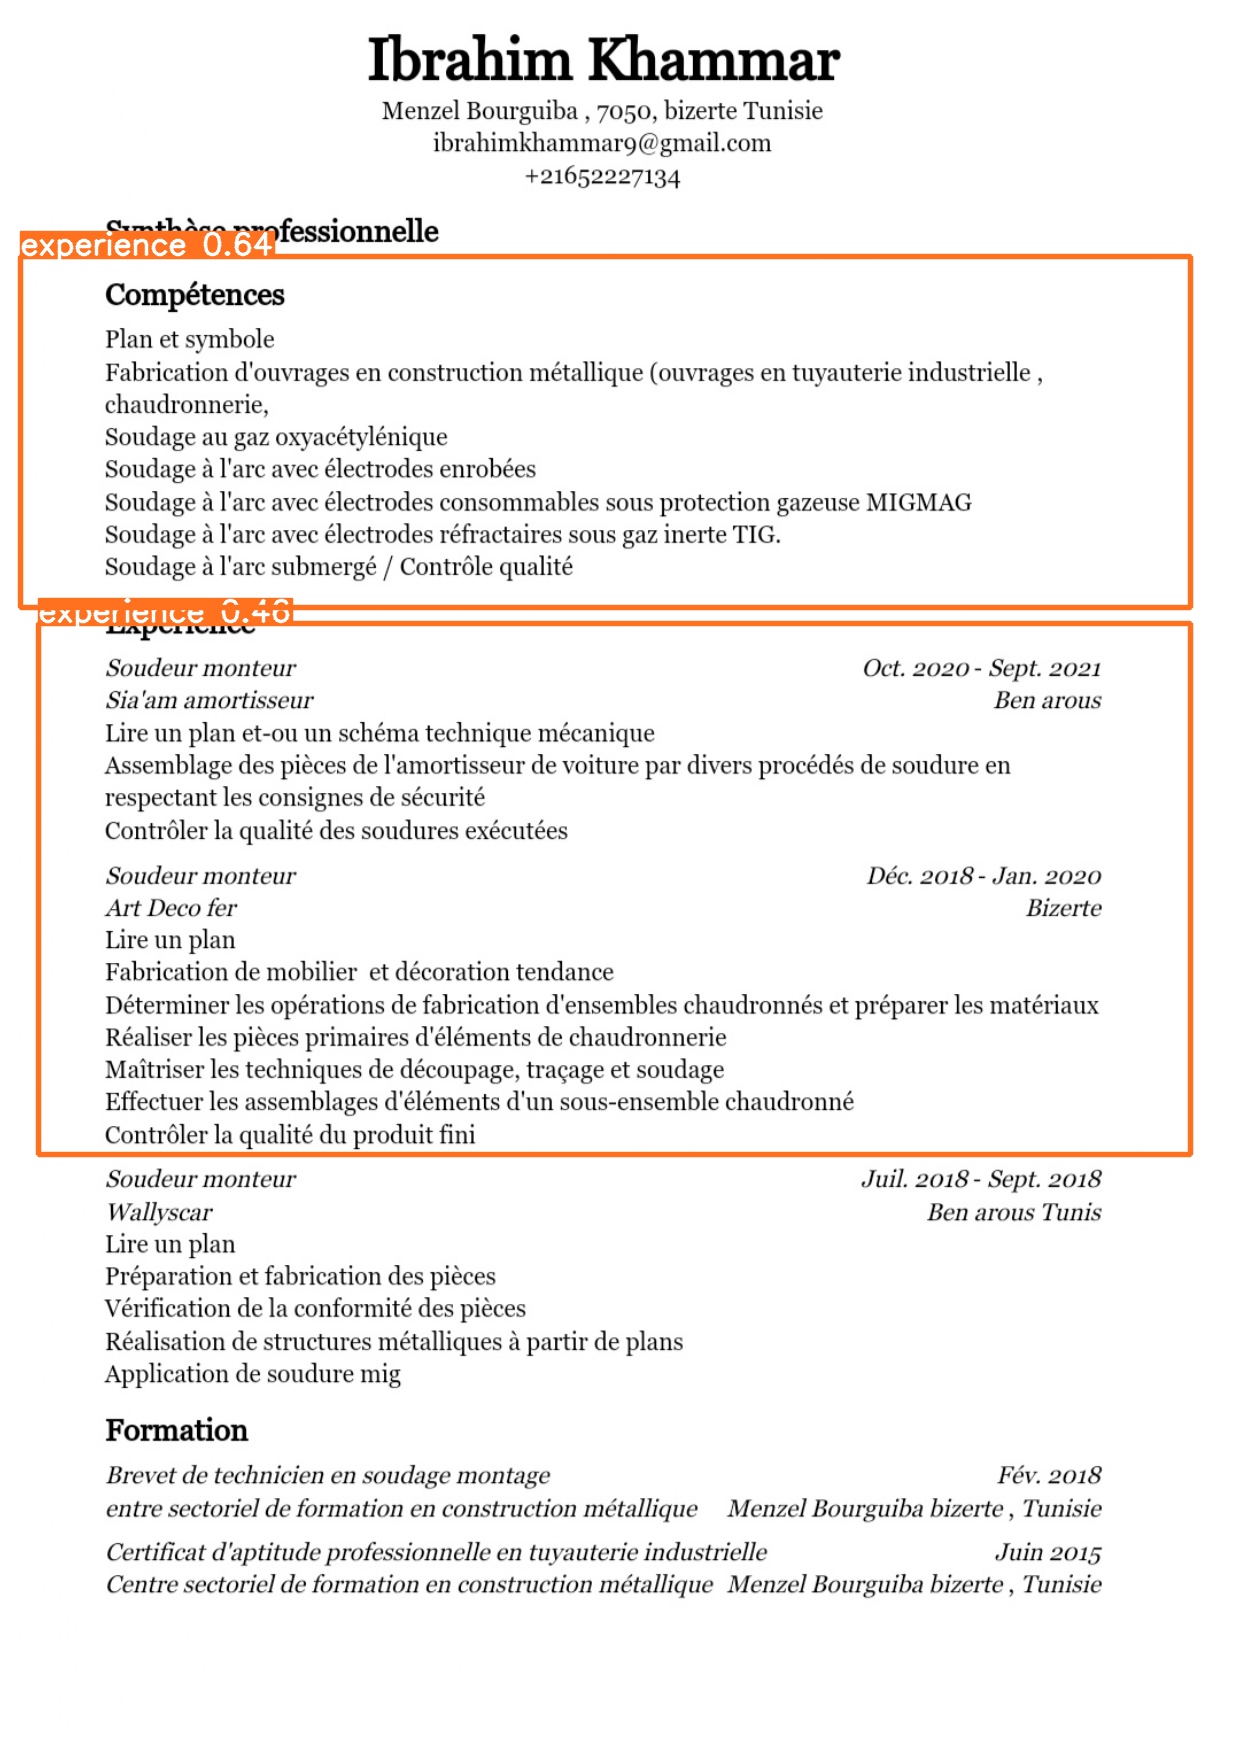 Ibrahim Khammar
Menzel Bourguiba , 7050, bizerte Tunisie
ibrahimkhammar9@gmail.com
+21652227134
Synthèse professionnelle
experience 0.64
Compétences
Plan et symbole
Fabrication d'ouvrages en construction métallique (ouvrages en tuyauterie industrielle ,
chaudronnerie,
Soudage au gaz oxyacétylénique
Soudage à l'arc avec électrodes enrobées
Soudage à l'arc avec électrodes consommables sous protection gazeuse MIGMAG
Soudage à l'arc avec électrodes réfractaires sous gaz inerte TIG.
Soudage à l'arc submergé / Contrôle qualité
experience 0.46
Expérience
Soudeur monteur Oct. 2020 - Sept. 2021
Sia'am amortisseur Ben arous
Lire un plan et-ou un schéma technique mécanique
Assemblage des pièces de l'amortisseur de voiture par divers procédés de soudure en
respectant les consignes de sécurité
Contrôler la qualité des soudures exécutées
Soudeur monteur Déc. 2018 - Jan. 2020
Art Deco fer Bizerte
Lire un plan
Fabrication de mobilier et décoration tendance
Déterminer les opérations de fabrication d'ensembles chaudronnés et préparer les matériaux
Réaliser les pièces primaires d'éléments de chaudronnerie
Maîtriser les techniques de découpage, traçage et soudage
Effectuer les assemblages d'éléments d'un sous-ensemble chaudronné
Contrôler la qualité du produit fini
Soudeur monteur Juil. 2018 - Sept. 2018
Wallyscar Ben arous Tunis
Lire un plan
Préparation et fabrication des pièces
Vérification de la conformité des pièces
Réalisation de structures métalliques à partir de plans
Application de soudure mig
Formation
Brevet de technicien en soudage montage Fév. 2018
entre sectoriel de formation en construction métallique Menzel Bourguiba bizerte , Tunisie
Certificat d'aptitude professionnelle en tuyauterie industrielle Juin 2015
Centre sectoriel de formation en construction métallique Menzel Bourguiba bizerte , Tunisie